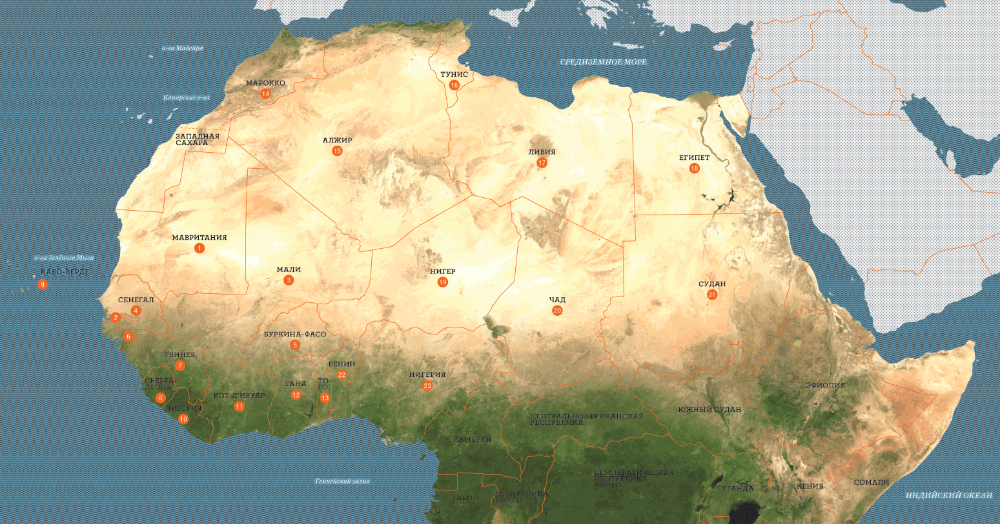 о-ва Мадейра
СРЕДИЗЕМНОЕ МОРЕ
ТУНИС
16
МАРОККО
14
Канарские о-ва
ЗАПАДНАЯ
САХАРА
АЛЖИР
15
ЛИВИЯ
17
ЕГИПЕТ
18
МАВРИТАНИЯ
1
о-ва Зелёного Мыса
КАБО-ВЕРДЕ
9
МАЛИ
3
НИГЕР
19
СУДАН
21
СЕНЕГАЛ
4
2
ЧАД
20
6
БУРКИНА-ФАСО
5
ГВИНЕЯ
7
БЕНИН
22
НИГЕРИЯ
23
СЬЕРРА-
ЛЕОНЕ
8
ГАНА
12
ТО-
ГО
13
КОТ-Д'ИВУАР
11
ЛИБЕРИЯ
10
ЭФИОПИЯ
ЮЖНЫЙ СУДАН
ЦЕНТРАЛЬНОАФРИКАНСКАЯ
РЕСПУБЛИКА
КАМЕРУН
Гвинейский залив
ДЕМОКРАТИЧЕСКАЯ
РЕСПУБЛИКА
КОНГО
ГАБОН
РЕСПУБЛИКА
КОНГО
УГАНДА
КЕНИЯ
СОМАЛИ
ИНДИЙСКИЙ ОКЕАН